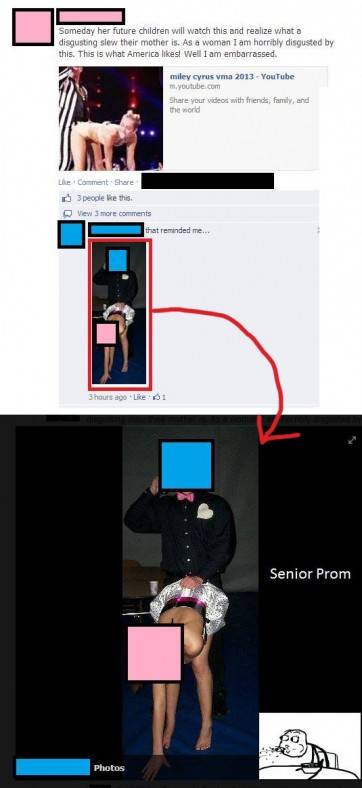 Someday her future children will watch this and realize what a
disgusting slew their mother is. As a woman I am horribly disgusted by
this. This is what America likes! Well I am embarrassed.
miley cyrus vma 2013 - YouTube
m.youtube.com
Share your videos with friends, family, and
the world
Like · Comment · Share ·
3 people like this.
View 3 more comments
that reminded me...
3 hours ago · Like · 1
Senior Prom
Photos